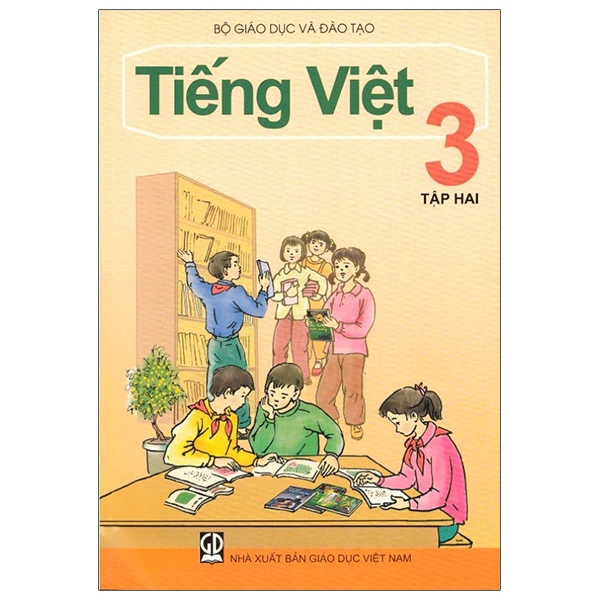 BỘ GIÁO DỤC VÀ ĐÀO TẠO
Tiếng Việt
3
TẬP HAI
GD
NHÀ XUẤT BẢN GIÁO DỤC VIỆT NAM